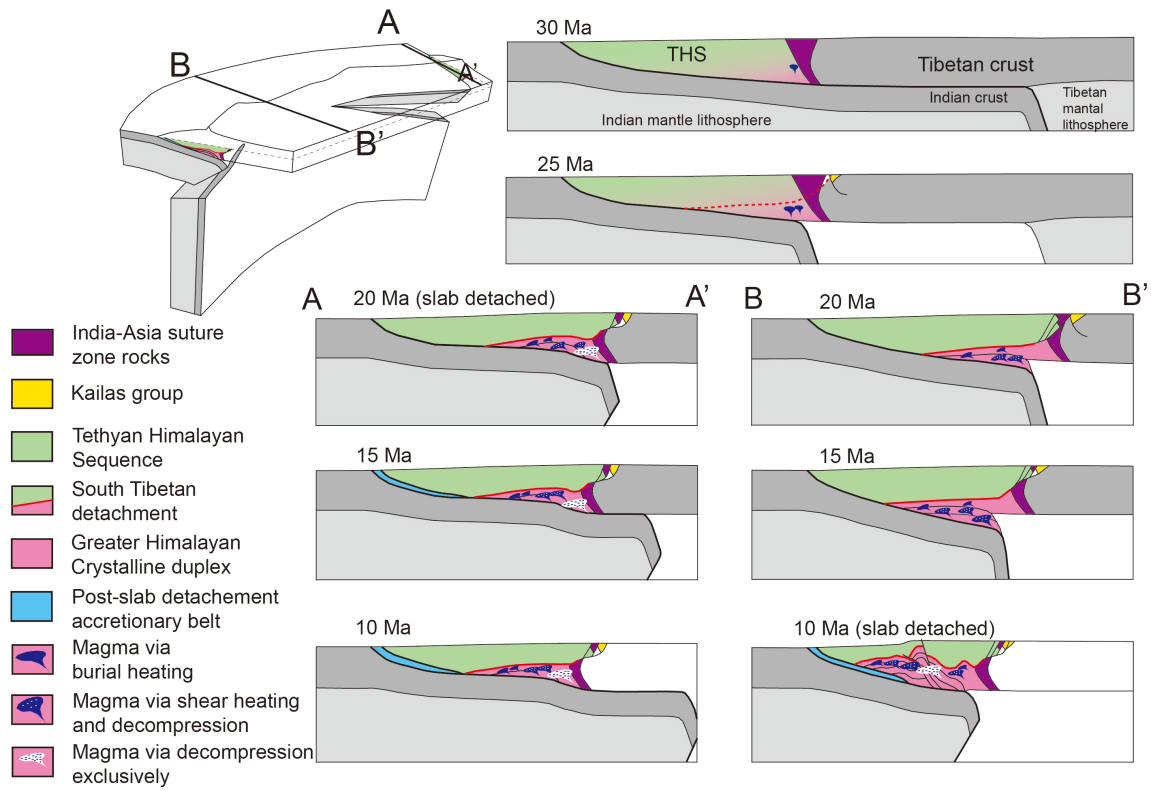 A
B
A'
B'
30 Ma
THS
Tibetan crust
Indian crust
Tibetan
mantal
lithosphere
Indian mantle lithosphere
25 Ma
A
20 Ma (slab detached)
A'
B
20 Ma
B'
15 Ma
15 Ma
10 Ma
10 Ma (slab detached)
India-Asia suture
zone rocks
Kailas group
Tethyan Himalayan
Sequence
South Tibetan
detachment
Greater Himalayan
Crystalline duplex
Post-slab detachement
accretionary belt
Magma via
burial heating
Magma via shear heating
and decompression
Magma via decompression
exclusively